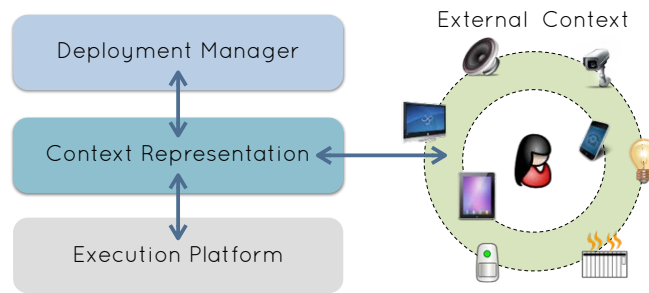 External Context
Deployment Manager
Context Representation
Execution Platform